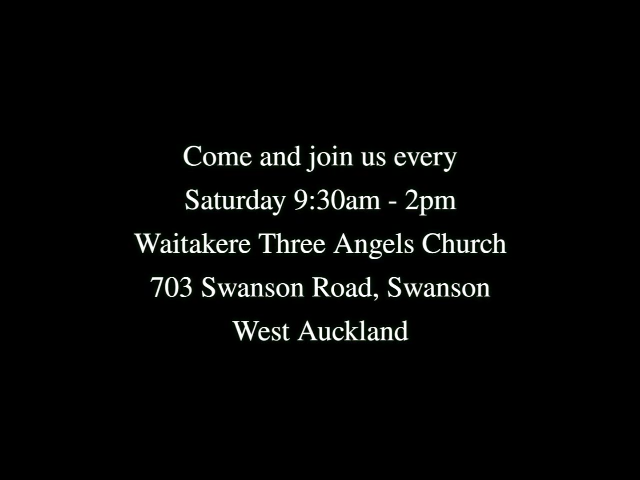 Come and join us every
Saturday 9:30am - 2pm
Waitakere Three Angels Church
703 Swanson Road, Swanson
West Auckland